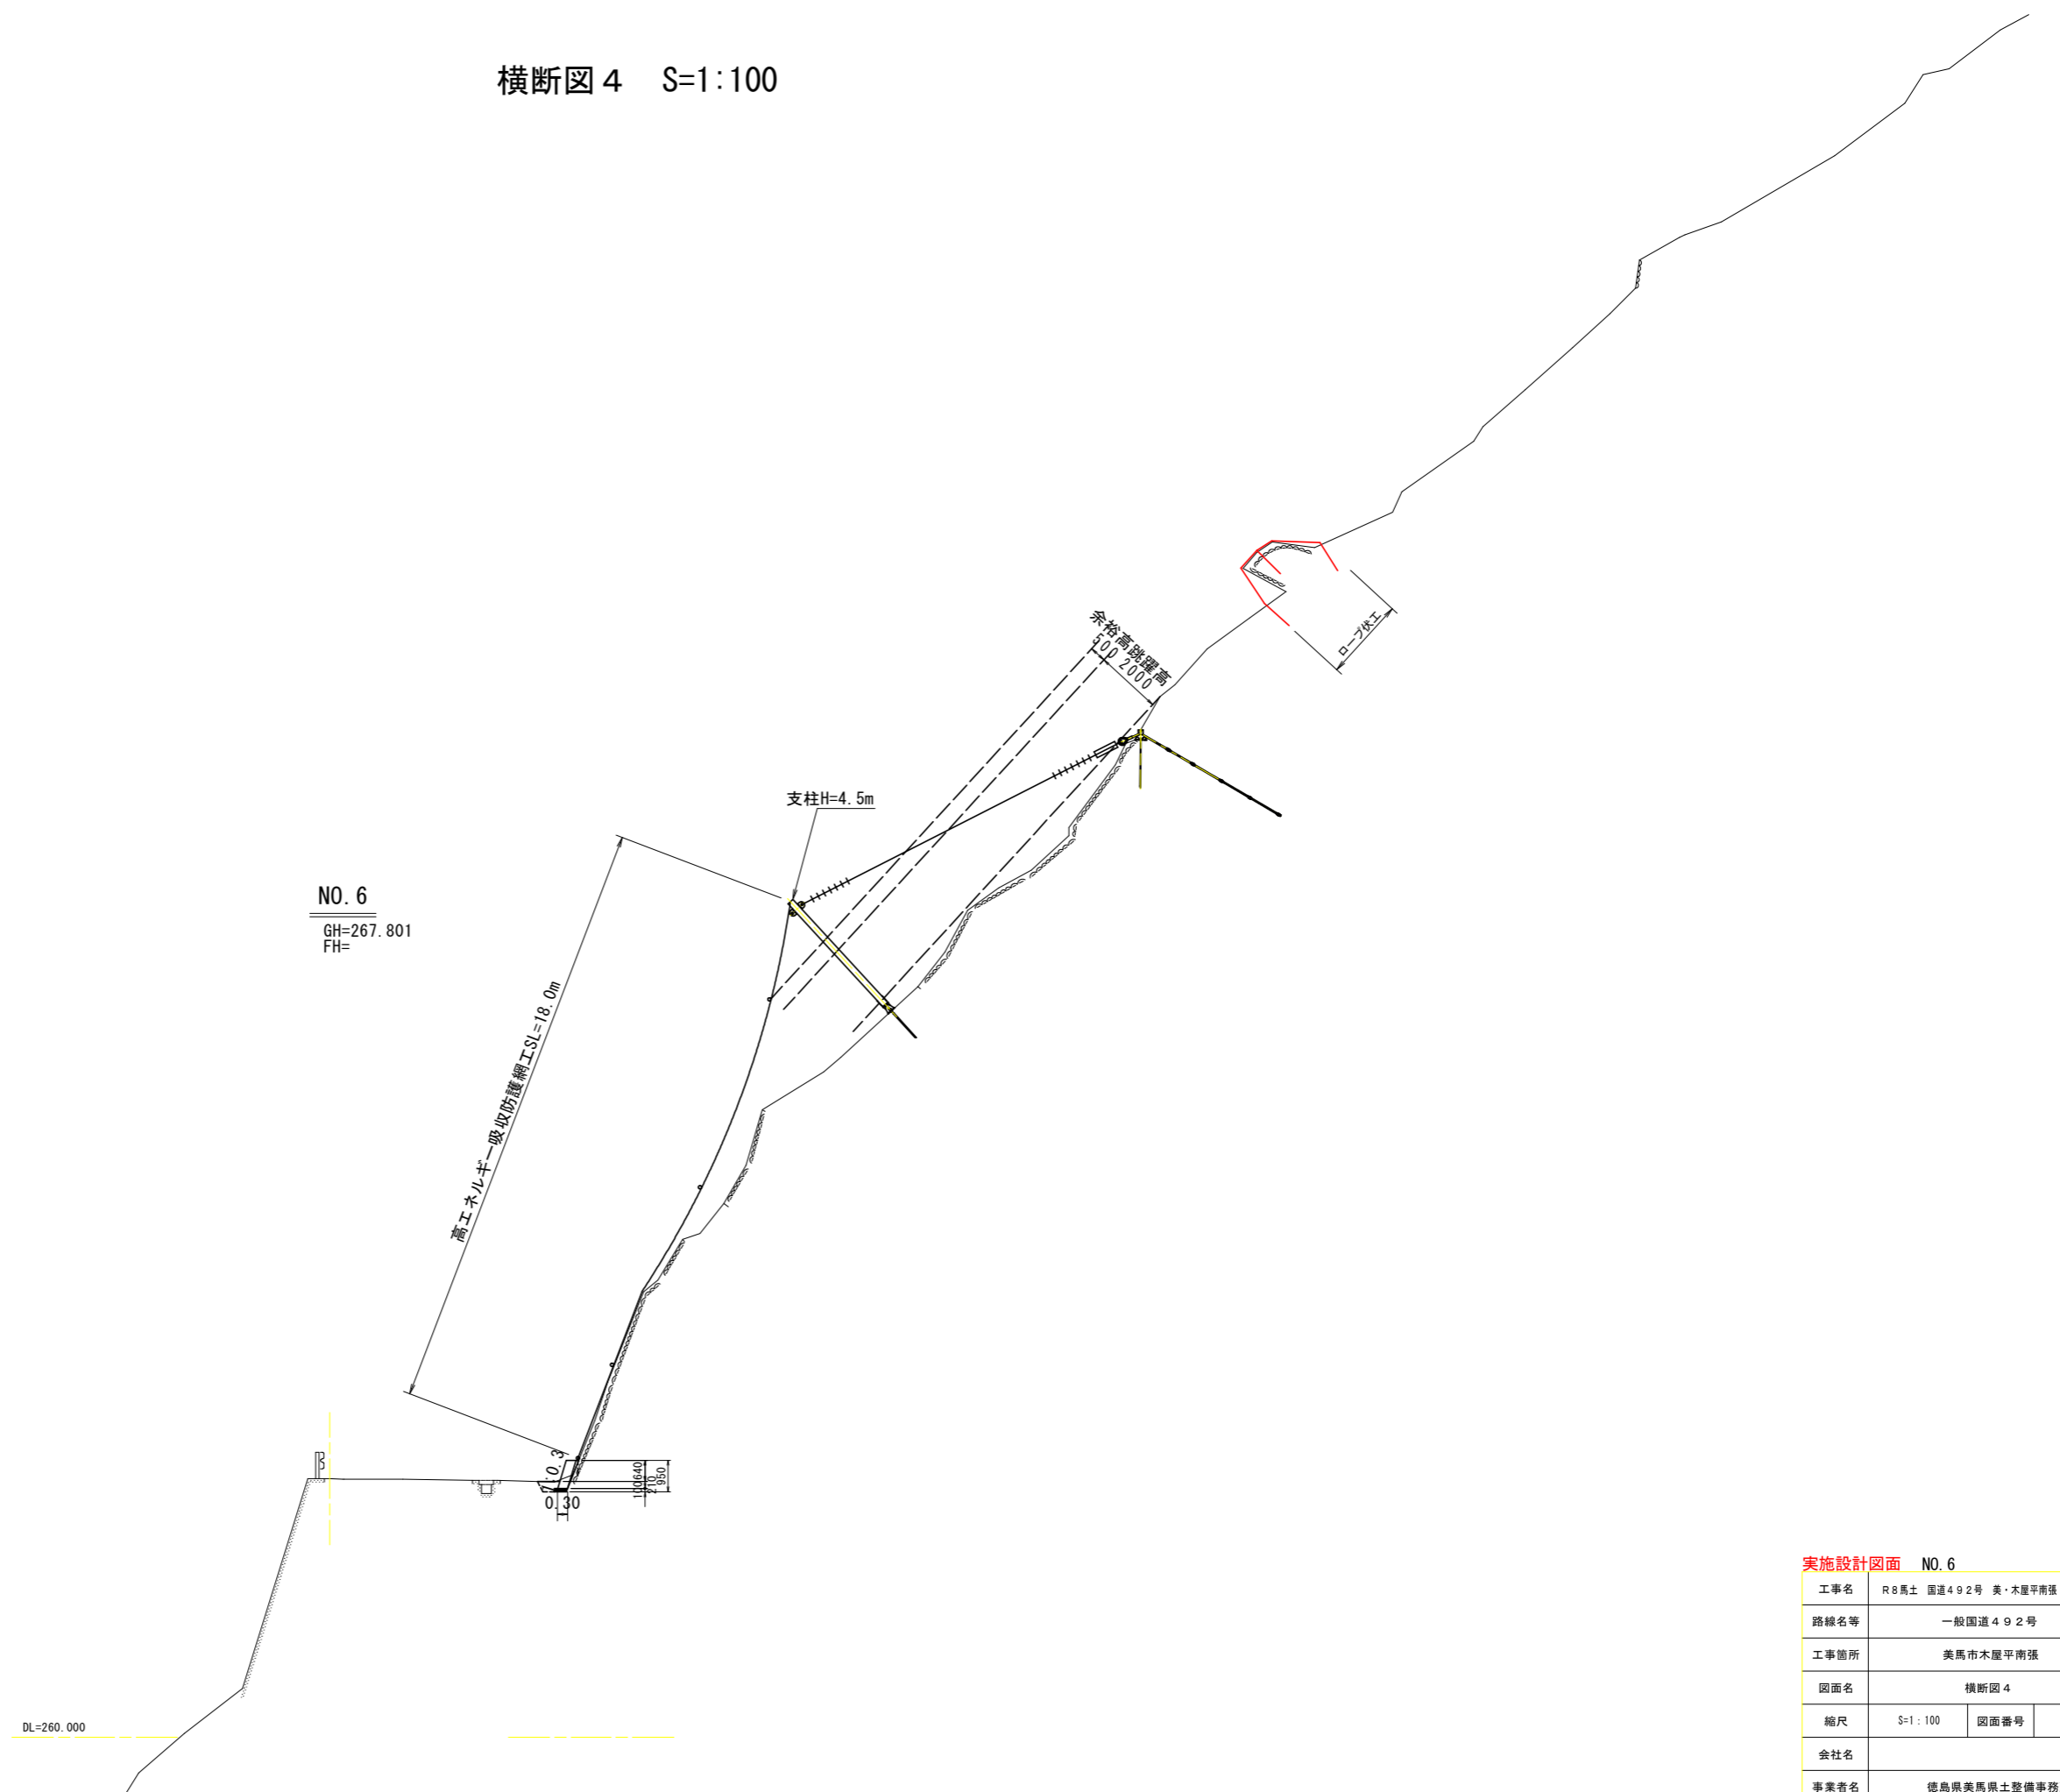 横断図４　S=1:100
余裕高跳躍高
500 2000
ロープ伏工
支柱H=4.5m
NO.6
GH=267.801
FH=
高エネルギー吸収防護網工SL=18.0m
1:0.3
0.30
640
100
210
950
DL=260.000
実施設計図面　NO.6
工事名　Ｒ８馬土　国道４９２号　美・木屋平南張
路線名等　一般国道４９２号
工事箇所　美馬市木屋平南張
図面名　横断図４
縮尺　S=1：100　図面番号
会社名
事業者名　徳島県美馬県土整備事務